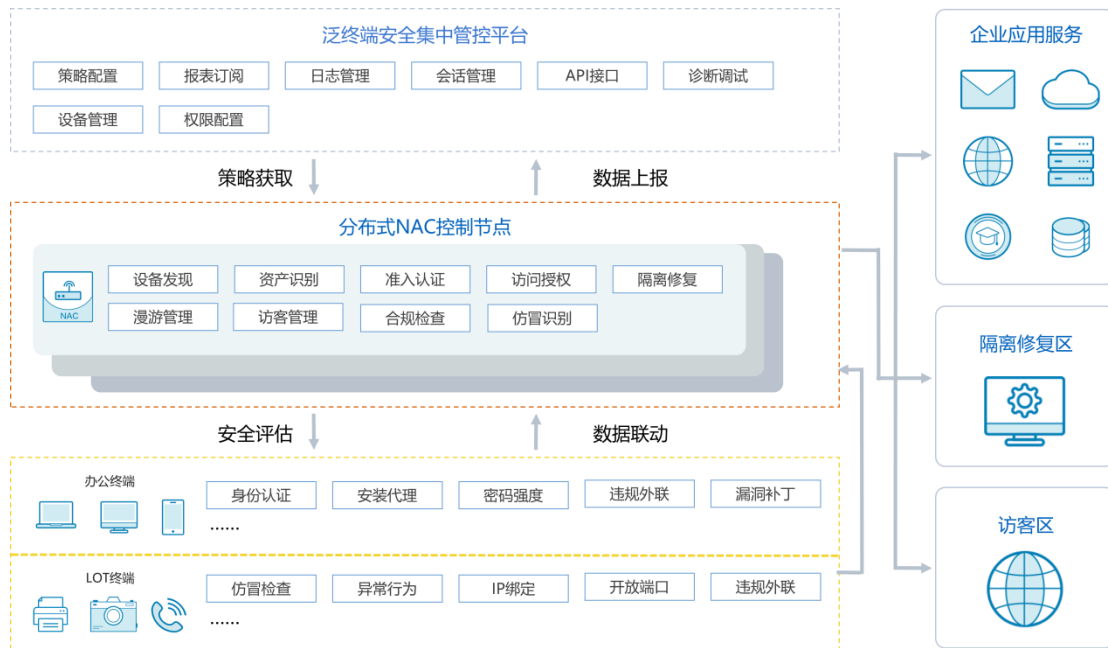 泛终端安全集中管控平台
策略配置 报表订阅 日志管理 会话管理 API接口 诊断调试
设备管理 权限配置
策略获取 数据上报
分布式NAC控制节点
设备发现 资产识别 准入认证 访问授权 隔离修复
NAC
漫游管理 访客管理 合规检查 仿冒识别
安全评估 数据联动
办公终端
身份认证 安装代理 密码强度 违规外联 漏洞补丁
......
LOT终端
仿冒检查 异常行为 IP绑定 开放端口 违规外联
......
企业应用服务
隔离修复区
访客区